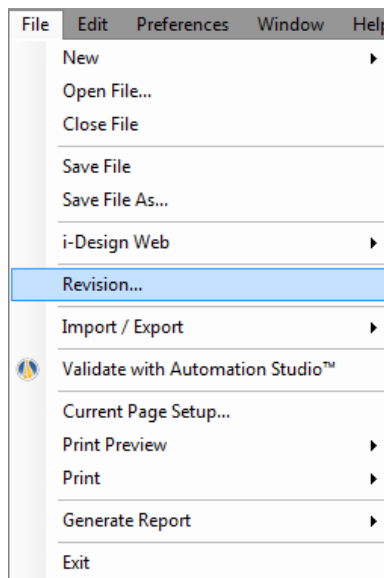 File Edit Preferences Window Help
New
Open File...
Close File
Save File
Save File As...
i-Design Web
Revision...
Import / Export
Validate with Automation Studio™
Current Page Setup...
Print Preview
Print
Generate Report
Exit